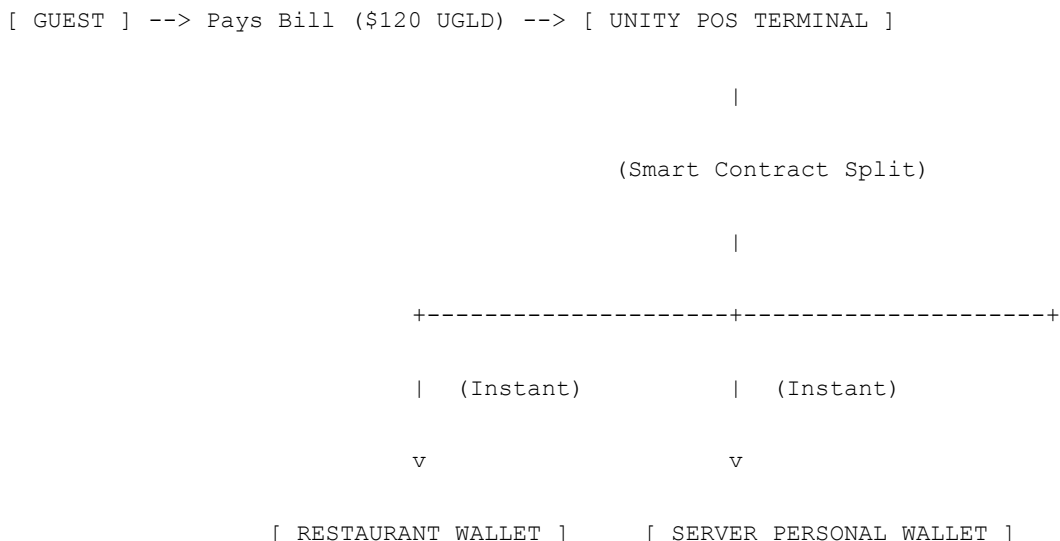 [ GUEST ] --> Pays Bill ($120 UGLD) --> [ UNITY POS TERMINAL ]
|
(Smart Contract Split)
|
+---------------------+---------------------+
| (Instant) | (Instant)
v v
[ RESTAURANT WALLET ] [ SERVER PERSONAL WALLET ]